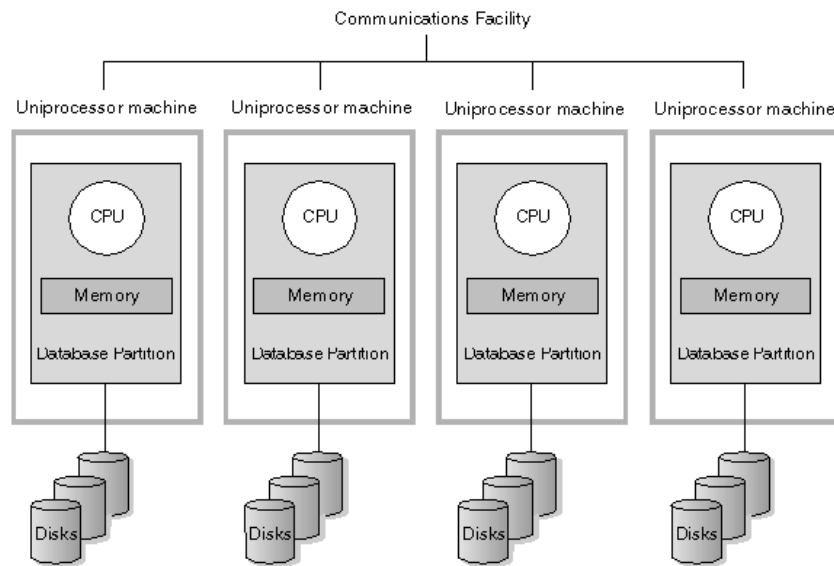 Communications Facility
Uniprocessor machine Uniprocessor machine Uniprocessor machine Uniprocessor machine
CPU CPU CPU CPU
Memory Memory Memory Memory
Database Partition Database Partition Database Partition Database Partition
Disks Disks Disks Disks